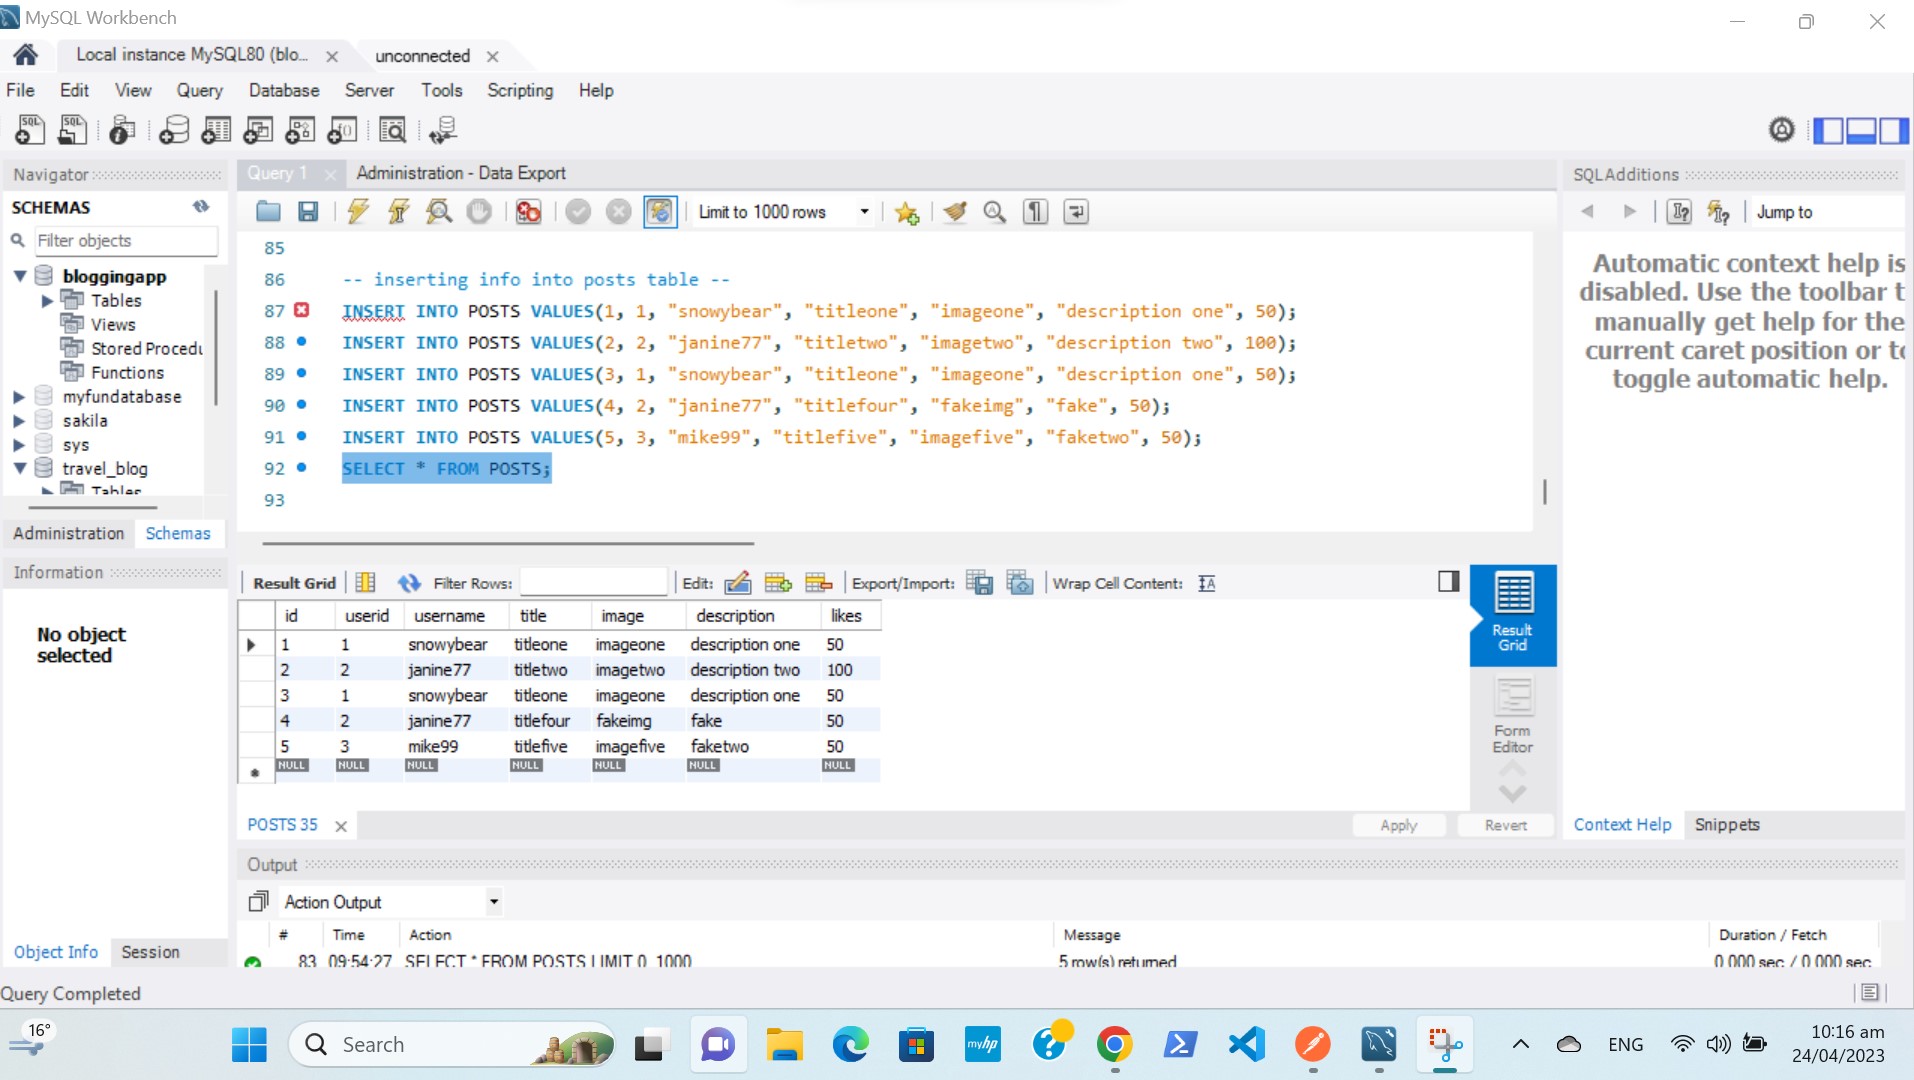 MySQL Workbench
Local instance MySQL80 (blo...
unconnected
File Edit View Query Database Server Tools Scripting Help
Navigator
SCHEMAS
Filter objects
bloggingapp
Tables
Views
Stored Procedu
Functions
myfundatabase
sakila
sys
travel_blog
Tables
Administration Schemas
Information
No object
selected
Object Info Session
Query 1
Administration - Data Export
Limit to 1000 rows
85
86 -- inserting info into posts table --
87 INSERT INTO POSTS VALUES(1, 1, "snowybear", "titleone", "imageone", "description one", 50);
88 INSERT INTO POSTS VALUES(2, 2, "janine77", "titletwo", "imagetwo", "description two", 100);
89 INSERT INTO POSTS VALUES(3, 1, "snowybear", "titleone", "imageone", "description one", 50);
90 INSERT INTO POSTS VALUES(4, 2, "janine77", "titlefour", "fakeimg", "fake", 50);
91 INSERT INTO POSTS VALUES(5, 3, "mike99", "titlefive", "imagefive", "faketwo", 50);
92 SELECT * FROM POSTS;
93
Result Grid Filter Rows: Edit: Export/Import: Wrap Cell Content:
id userid username title image description likes
1 1 snowybear titleone imageone description one 50
2 2 janine77 titletwo imagetwo description two 100
3 1 snowybear titleone imageone description one 50
4 2 janine77 titlefour fakeimg fake 50
5 3 mike99 titlefive imagefive faketwo 50
NULL NULL NULL NULL NULL NULL NULL
Result
Grid
Form
Editor
POSTS 35
Apply Revert
SQLAdditions
Jump to
Automatic context help is
disabled. Use the toolbar t
manually get help for the
current caret position or to
toggle automatic help.
Context Help Snippets
Output
Action Output
# Time Action Message Duration / Fetch
83 09:54:27 SELECT * FROM POSTS LIMIT 0, 1000 5 row(s) returned 0.000 sec / 0.000 sec
Query Completed
16°
Search
myhp
ENG
10:16 am
24/04/2023